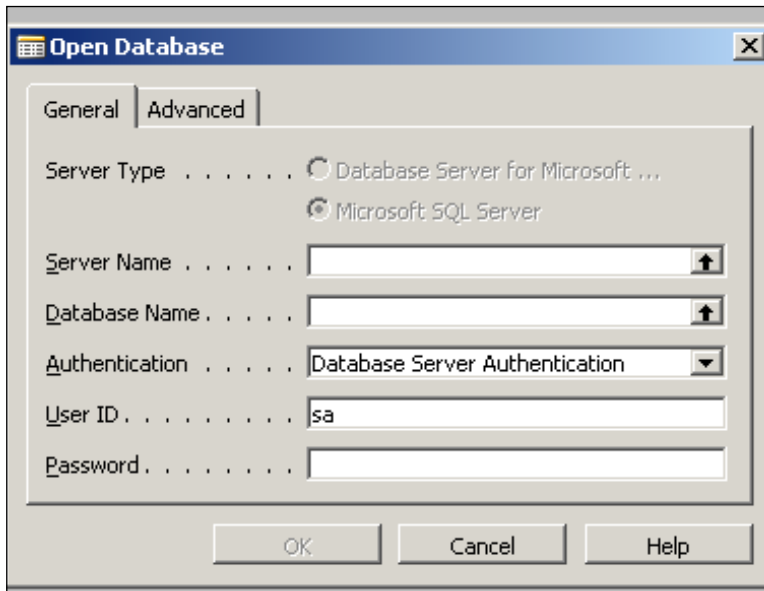 Open Database
General Advanced
Server Type . . . . . . Database Server for Microsoft ...
Microsoft SQL Server
Server Name . . . . . .
Database Name . . . . .
Authentication . . . . . Database Server Authentication
User ID . . . . . . . . sa
Password . . . . . . . .
OK Cancel Help